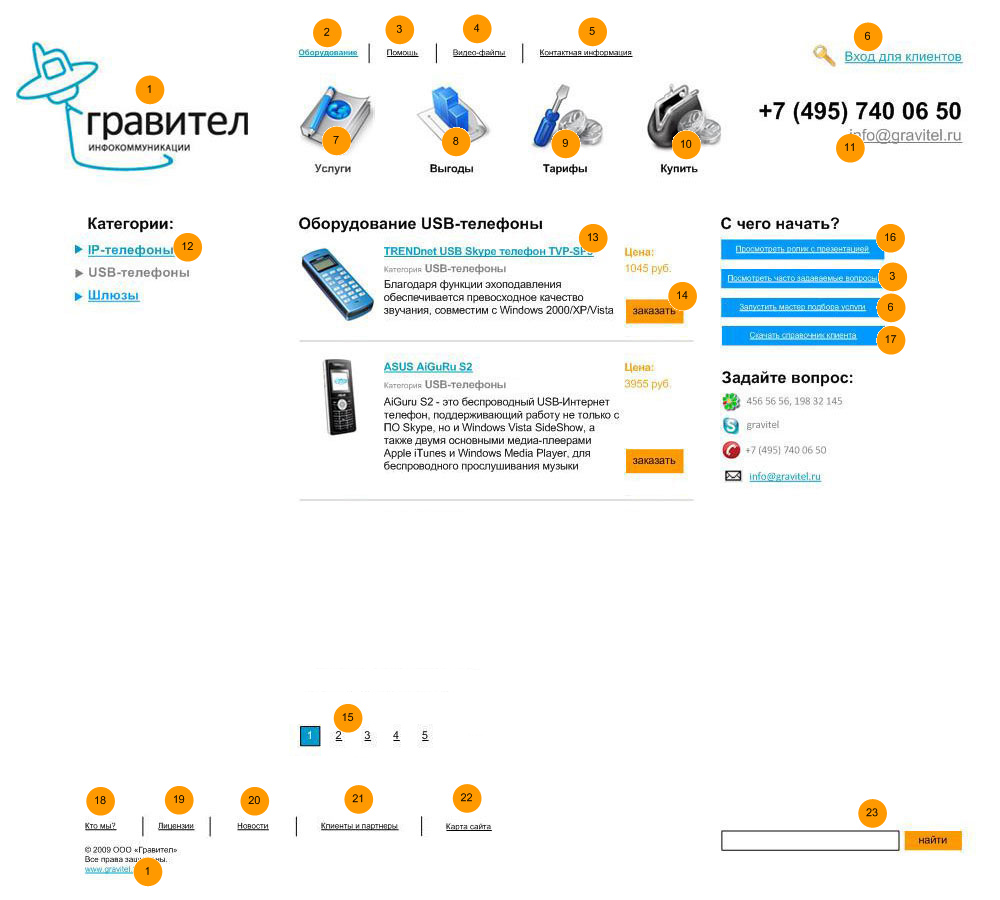 2
3
4
5
6
Оборудование
Помощь
Видео-файлы
Контактная информация
Вход для клиентов
1
гравител
ИНФОКОММУНИКАЦИИ
7
8
9
10
Услуги
Выгоды
Тарифы
Купить
+7 (495) 740 06 50
info@gravitel.ru
11
Категории:
IP-телефоны
12
USB-телефоны
Шлюзы
Оборудование USB-телефоны
13
TRENDnet USB Skype телефон
Категория USB-телефоны
Благодаря функции эхоподавления
обеспечивается превосходное качество
звучания, совместим с Windows 2000/XP/Vista
Цена:
1045 руб.
14
заказать
ASUS AiGuRu S2
Категория USB-телефоны
AiGuru S2 - это беспроводный USB-Интернет
телефон, поддерживающий работу не только с
ПО Skype, но и Windows Vista SideShow, а
также двумя основными медиа-плеерами
Apple iTunes и Windows Media Player, для
беспроводного прослушивания музыки
Цена:
3955 руб.
заказать
С чего начать?
Просмотреть ролик с презентацией
16
Посмотреть часто задаваемые вопросы
3
Запустить мастер подбора услуги
6
Скачать справочник клиента
17
Задайте вопрос:
456 56 56, 198 32 145
gravitel
+7 (495) 740 06 50
info@gravitel.ru
15
1 2 3 4 5
18
19
20
21
22
Кто мы?
Лицензии
Новости
Клиенты и партнеры
Карта сайта
© 2009 ООО «Гравител»
Все права
www.gravitel.
1
23
найти